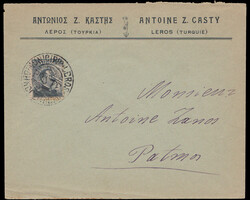 ΑΝΤΩΝΙΟΣ Ζ. ΚΑΣΤΗΣ
ΛΕΡΟΣ (ΤΟΥΡΚΙΑ)
ANTOINE Z. CASTY
LEROS (TURQUIE)
Monsieur
Antoine Zanos
Patmos